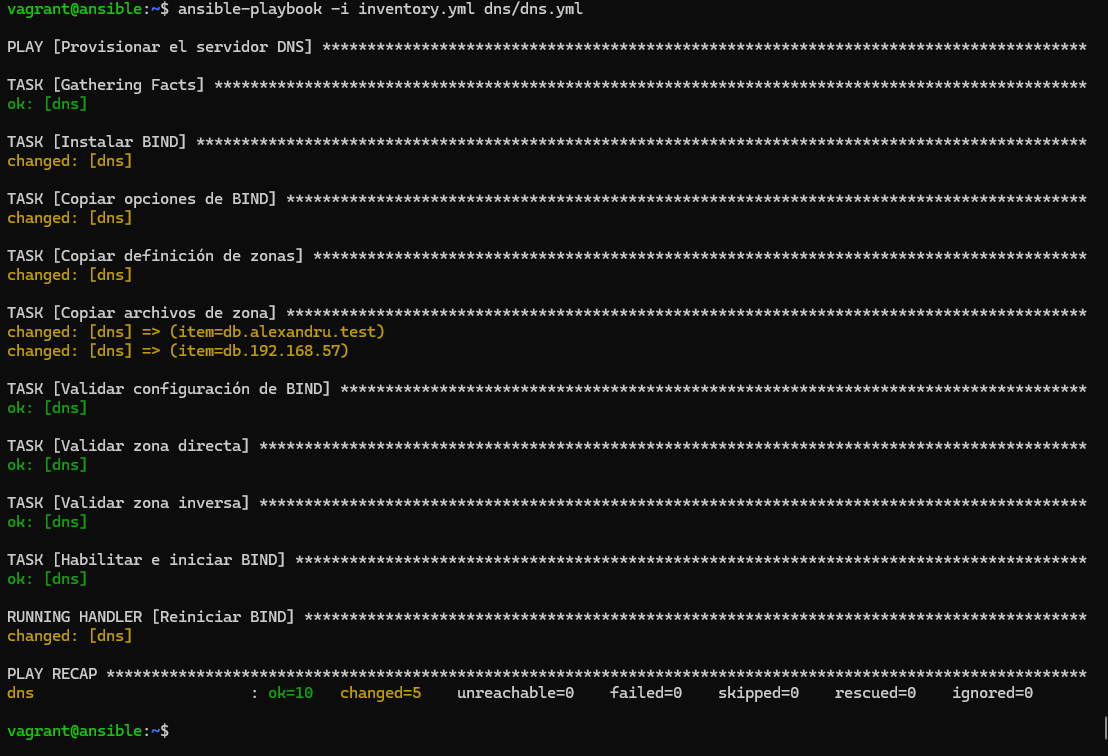 vagrant@ansible:~$ ansible-playbook -i inventory.yml dns/dns.yml
PLAY [Provisionar el servidor DNS] *************************************************************************************
TASK [Gathering Facts] *************************************************************************************************
ok: [dns]
TASK [Instalar BIND] ***************************************************************************************************
changed: [dns]
TASK [Copiar opciones de BIND] *****************************************************************************************
changed: [dns]
TASK [Copiar definición de zonas] **************************************************************************************
changed: [dns]
TASK [Copiar archivos de zona] *****************************************************************************************
changed: [dns] => (item=db.alexandru.test)
changed: [dns] => (item=db.192.168.57)
TASK [Validar configuración de BIND] ***********************************************************************************
ok: [dns]
TASK [Validar zona directa] ********************************************************************************************
ok: [dns]
TASK [Validar zona inversa] ********************************************************************************************
ok: [dns]
TASK [Habilitar e iniciar BIND] ****************************************************************************************
ok: [dns]
RUNNING HANDLER [Reiniciar BIND] ***************************************************************************************
changed: [dns]
PLAY RECAP *************************************************************************************************************
dns                        : ok=10   changed=5    unreachable=0    failed=0    skipped=0    rescued=0    ignored=0
vagrant@ansible:~$